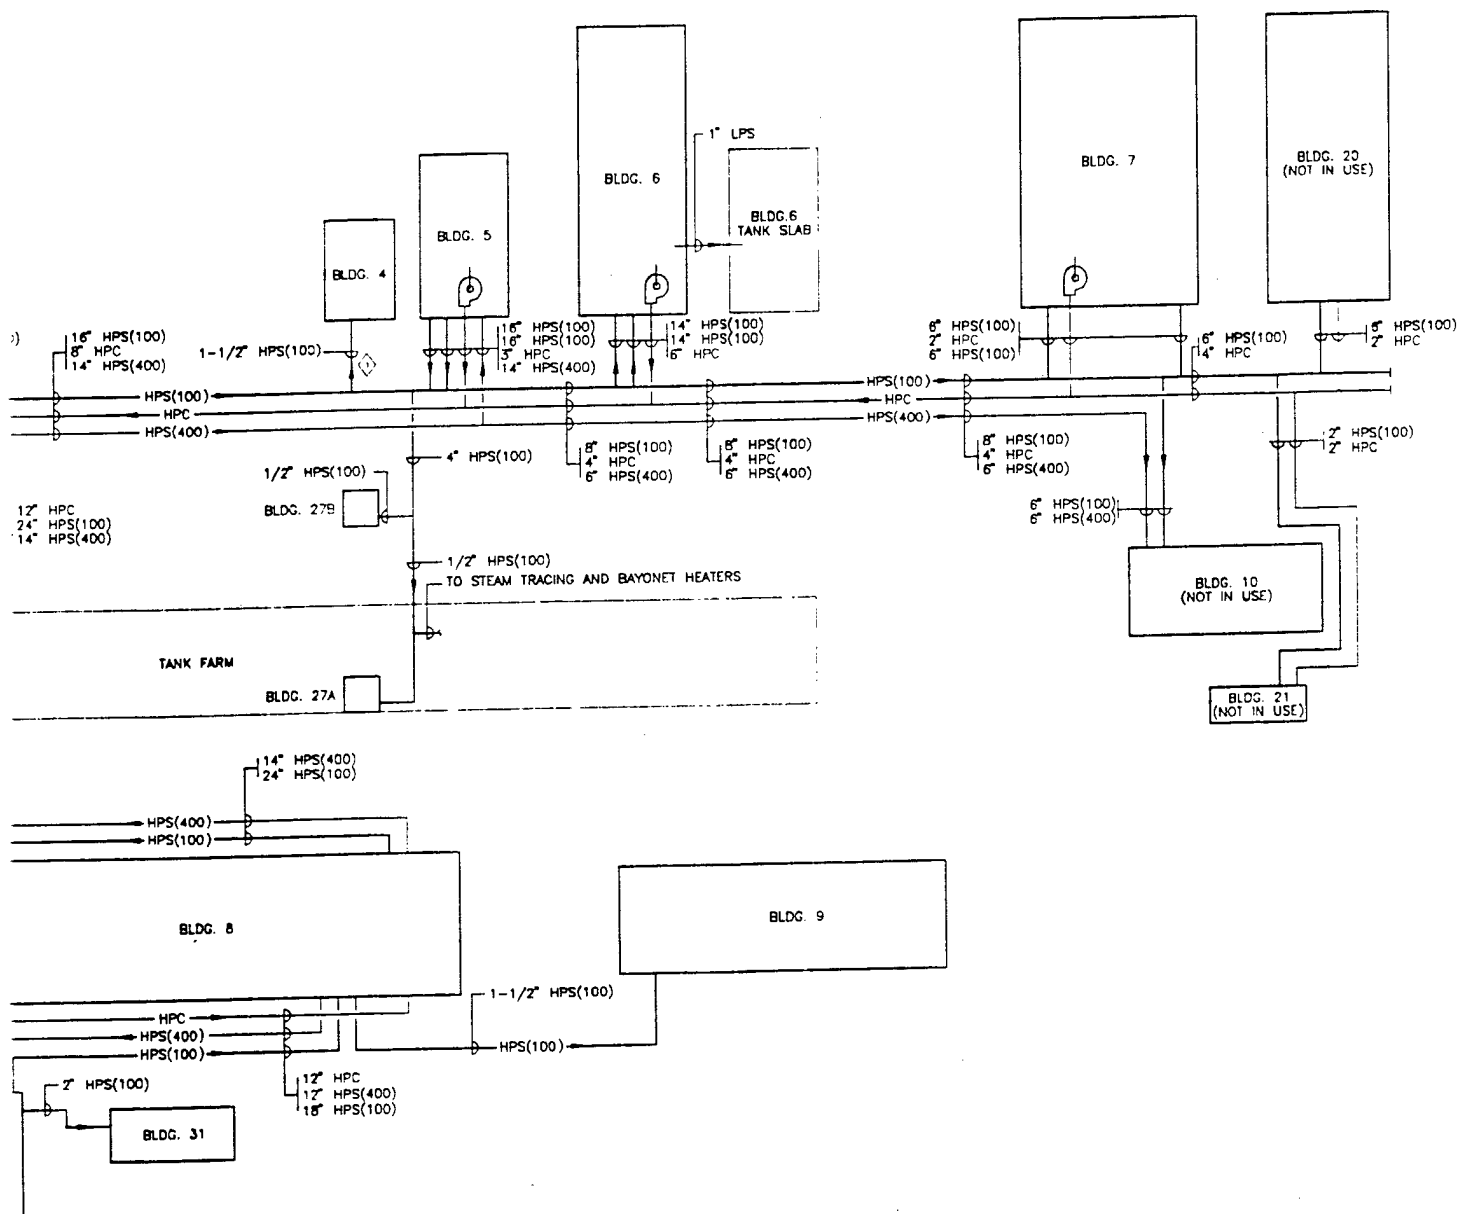 1" LPS
BLDG. 6
BLDG. 7
BLDG. 20
(NOT IN USE)
BLDG.6
TANK SLAB
BLDG. 5
BLDG. 4
16" HPS(100)
8" HPC
14" HPS(400)
1-1/2" HPS(100)
16" HPS(100)
16" HPS(100)
3" HPC
14" HPS(400)
14" HPS(100)
14" HPS(100)
6" HPC
2" HPC
6" HPS(100)
6" HPS(100)
4" HPC
2" HPC
HPS(100)
HPC
HPS(400)
HPS(100)
HPC
HPS(400)
4" HPS(100)
8" HPS(100)
4" HPC
6" HPS(400)
8" HPS(100)
4" HPC
6" HPS(400)
8" HPS(100)
4" HPC
6" HPS(400)
2" HPS(100)
2" HPC
1/2" HPS(100)
BLDG. 27B
12" HPC
24" HPS(100)
14" HPS(400)
6" HPS(100)
6" HPS(400)
1/2" HPS(100)
TO STEAM TRACING AND BAYONET HEATERS
BLDG. 10
(NOT IN USE)
TANK FARM
BLDG. 27A
BLDG. 21
(NOT IN USE)
14" HPS(400)
24" HPS(100)
HPS(400)
HPS(100)
BLDG. 8
BLDG. 9
1-1/2" HPS(100)
HPC
HPS(400)
HPS(100)
HPS(100)
2" HPS(100)
12" HPC
12" HPS(400)
18" HPS(100)
BLDG. 31